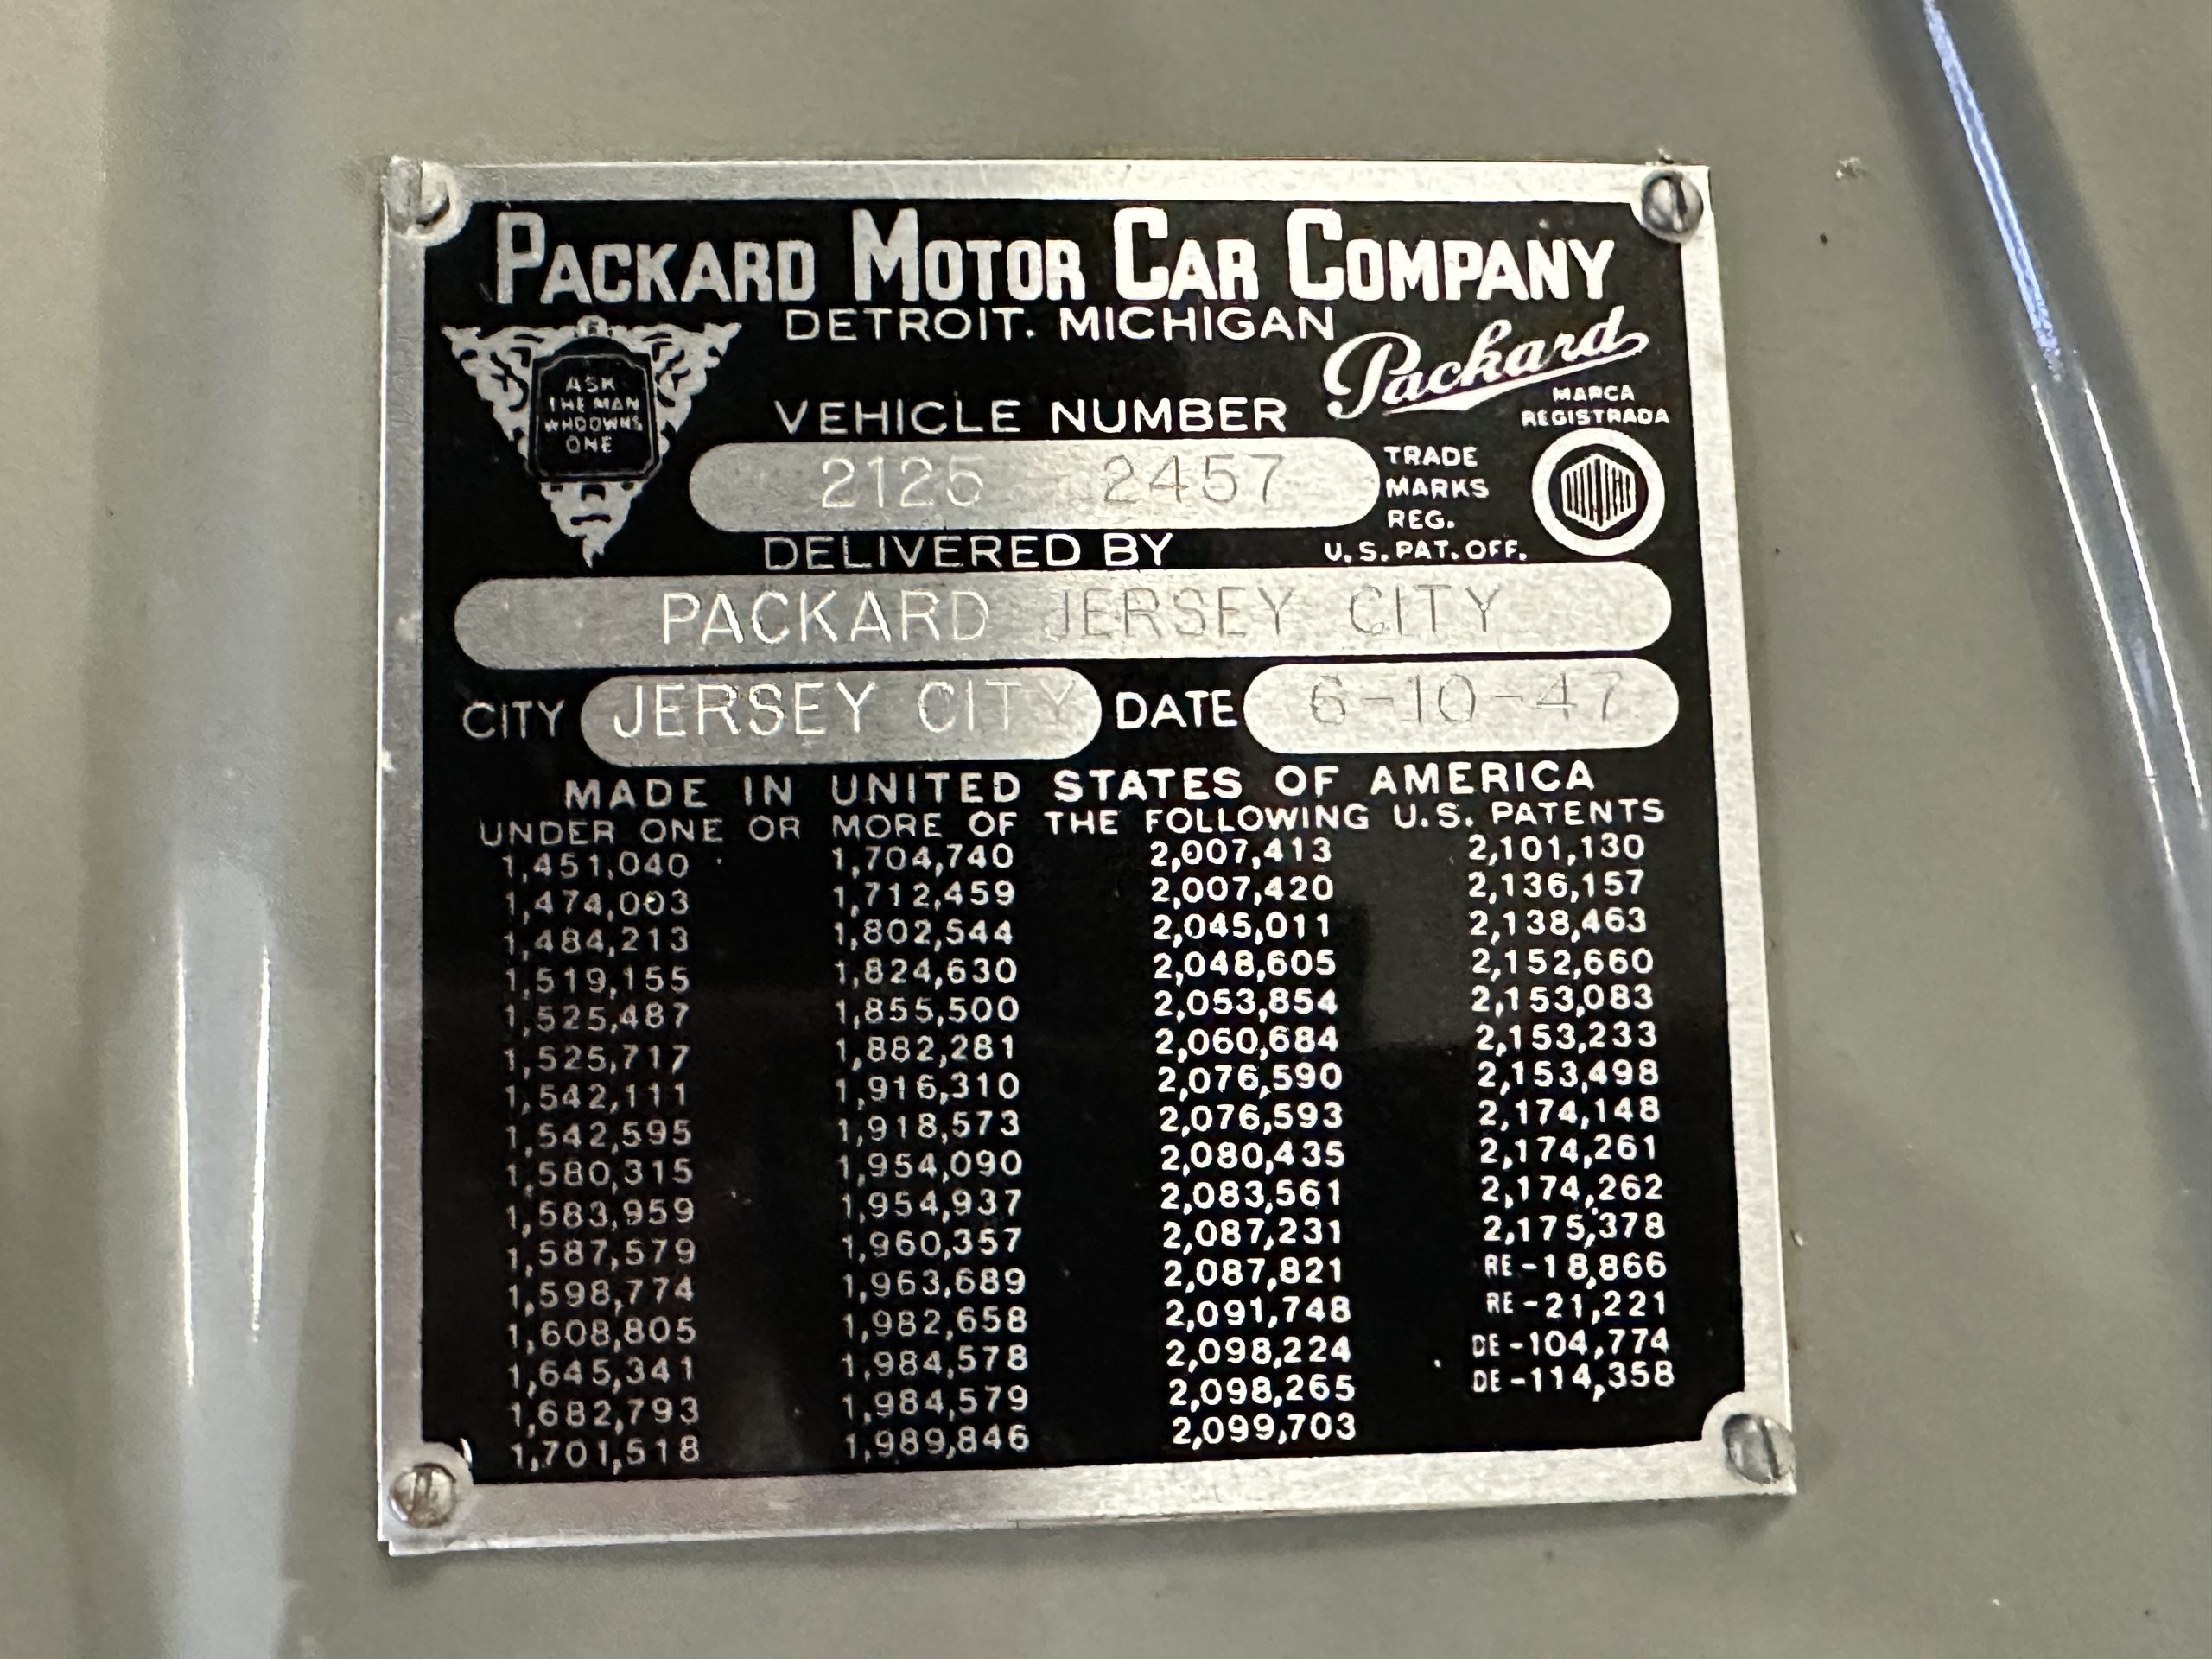 PACKARD MOTOR CAR COMPANY
DETROIT. MICHIGAN
ASK
THE MAN
WHO OWNS
ONE
Packard
MARCA
REGISTRADA
VEHICLE NUMBER
2125 2457
TRADE
MARKS
REG.
U.S. PAT. OFF.
DELIVERED BY
PACKARD JERSEY CITY
CITY JERSEY CITY DATE 6-10-47
MADE IN UNITED STATES OF AMERICA
UNDER ONE OR MORE OF THE FOLLOWING U.S. PATENTS
1,451,040 1,704,740 2,007,413 2,101,130
1,474,003 1,712,459 2,007,420 2,136,157
1,484,213 1,802,544 2,045,011 2,138,463
1,519,155 1,824,630 2,048,605 2,152,660
1,525,487 1,855,500 2,053,854 2,153,083
1,525,717 1,882,281 2,060,684 2,153,233
1,542,111 1,916,310 2,076,590 2,153,498
1,542,595 1,918,573 2,076,593 2,174,148
1,580,315 1,954,090 2,080,435 2,174,261
1,583,959 1,954,937 2,083,561 2,174,262
1,587,579 1,960,357 2,087,231 2,175,378
1,598,774 1,963,689 2,087,821 RE-18,866
1,608,805 1,982,658 2,091,748 RE-21,221
1,645,341 1,984,578 2,098,224 DE-104,774
1,682,793 1,984,579 2,098,265 DE-114,358
1,701,518 1,989,846 2,099,703